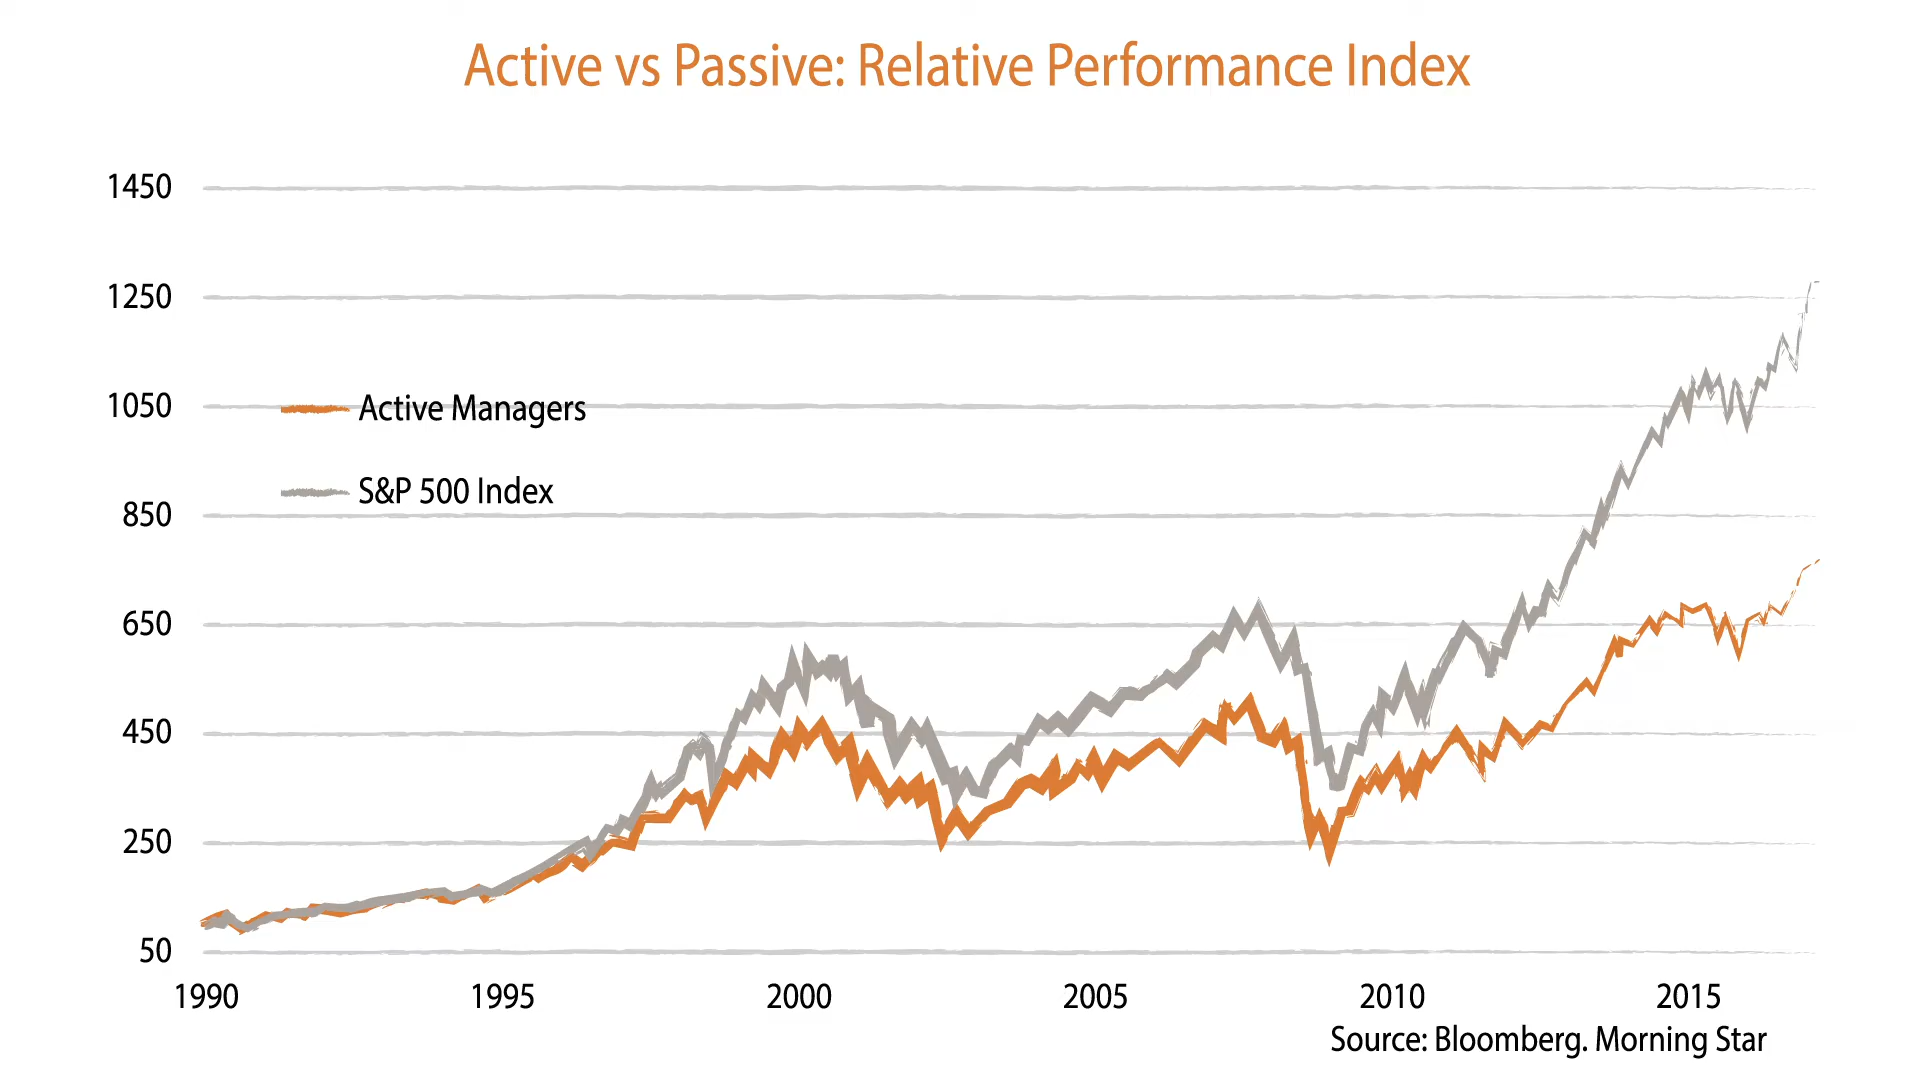 Active vs Passive: Relative Performance Index
1450
1250
1050
Active Managers
S&P 500 Index
850
650
450
250
50
1990 1995 2000 2005 2010 2015
Source: Bloomberg. Morning Star